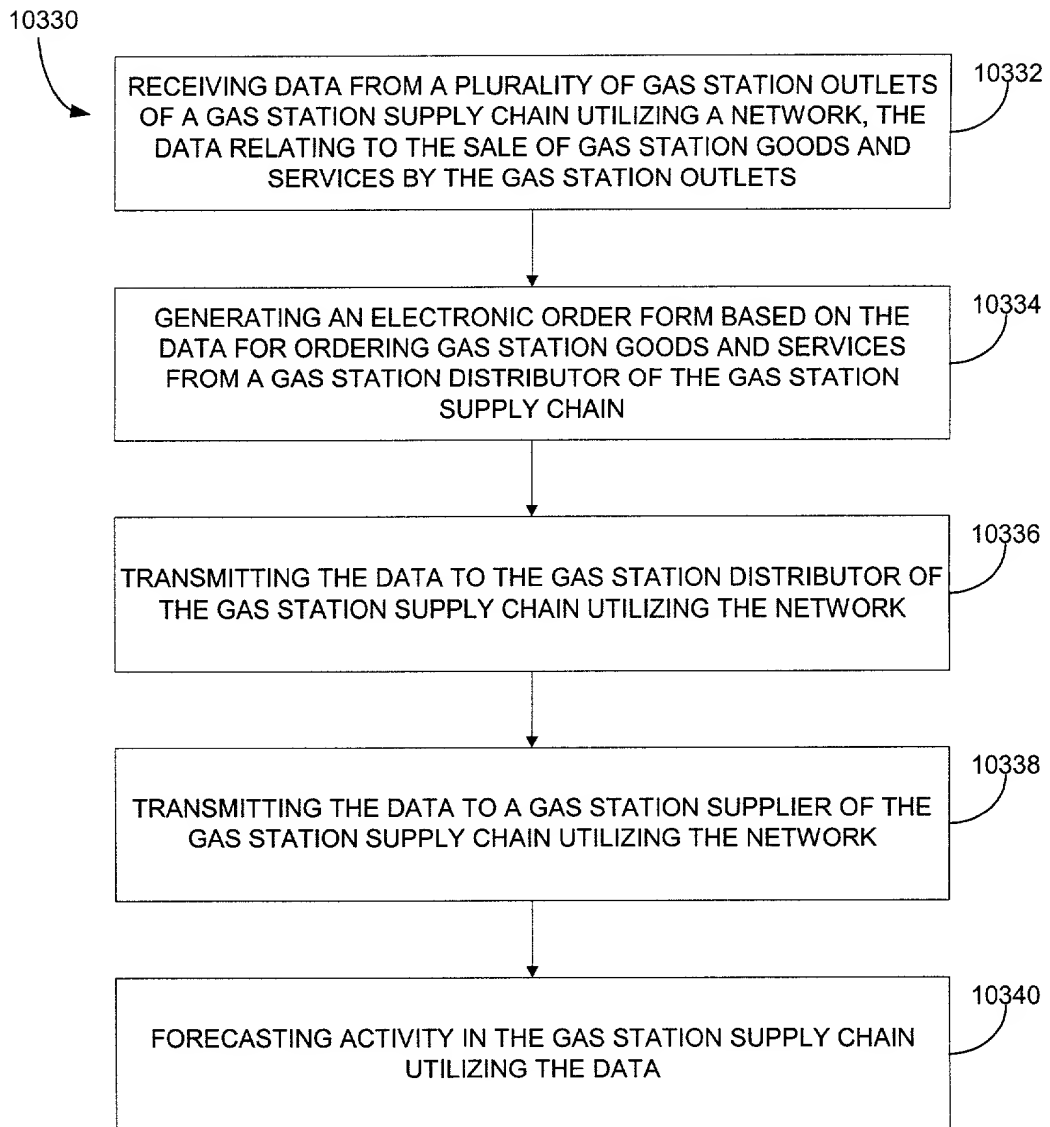 10330
RECEIVING DATA FROM A PLURALITY OF GAS STATION OUTLETS
OF A GAS STATION SUPPLY CHAIN UTILIZING A NETWORK, THE
DATA RELATING TO THE SALE OF GAS STATION GOODS AND
SERVICES BY THE GAS STATION OUTLETS
10332
GENERATING AN ELECTRONIC ORDER FORM BASED ON THE
DATA FOR ORDERING GAS STATION GOODS AND SERVICES
FROM A GAS STATION DISTRIBUTOR OF THE GAS STATION
SUPPLY CHAIN
10334
TRANSMITTING THE DATA TO THE GAS STATION DISTRIBUTOR OF
THE GAS STATION SUPPLY CHAIN UTILIZING THE NETWORK
10336
TRANSMITTING THE DATA TO A GAS STATION SUPPLIER OF THE
GAS STATION SUPPLY CHAIN UTILIZING THE NETWORK
10338
FORECASTING ACTIVITY IN THE GAS STATION SUPPLY CHAIN
UTILIZING THE DATA
10340